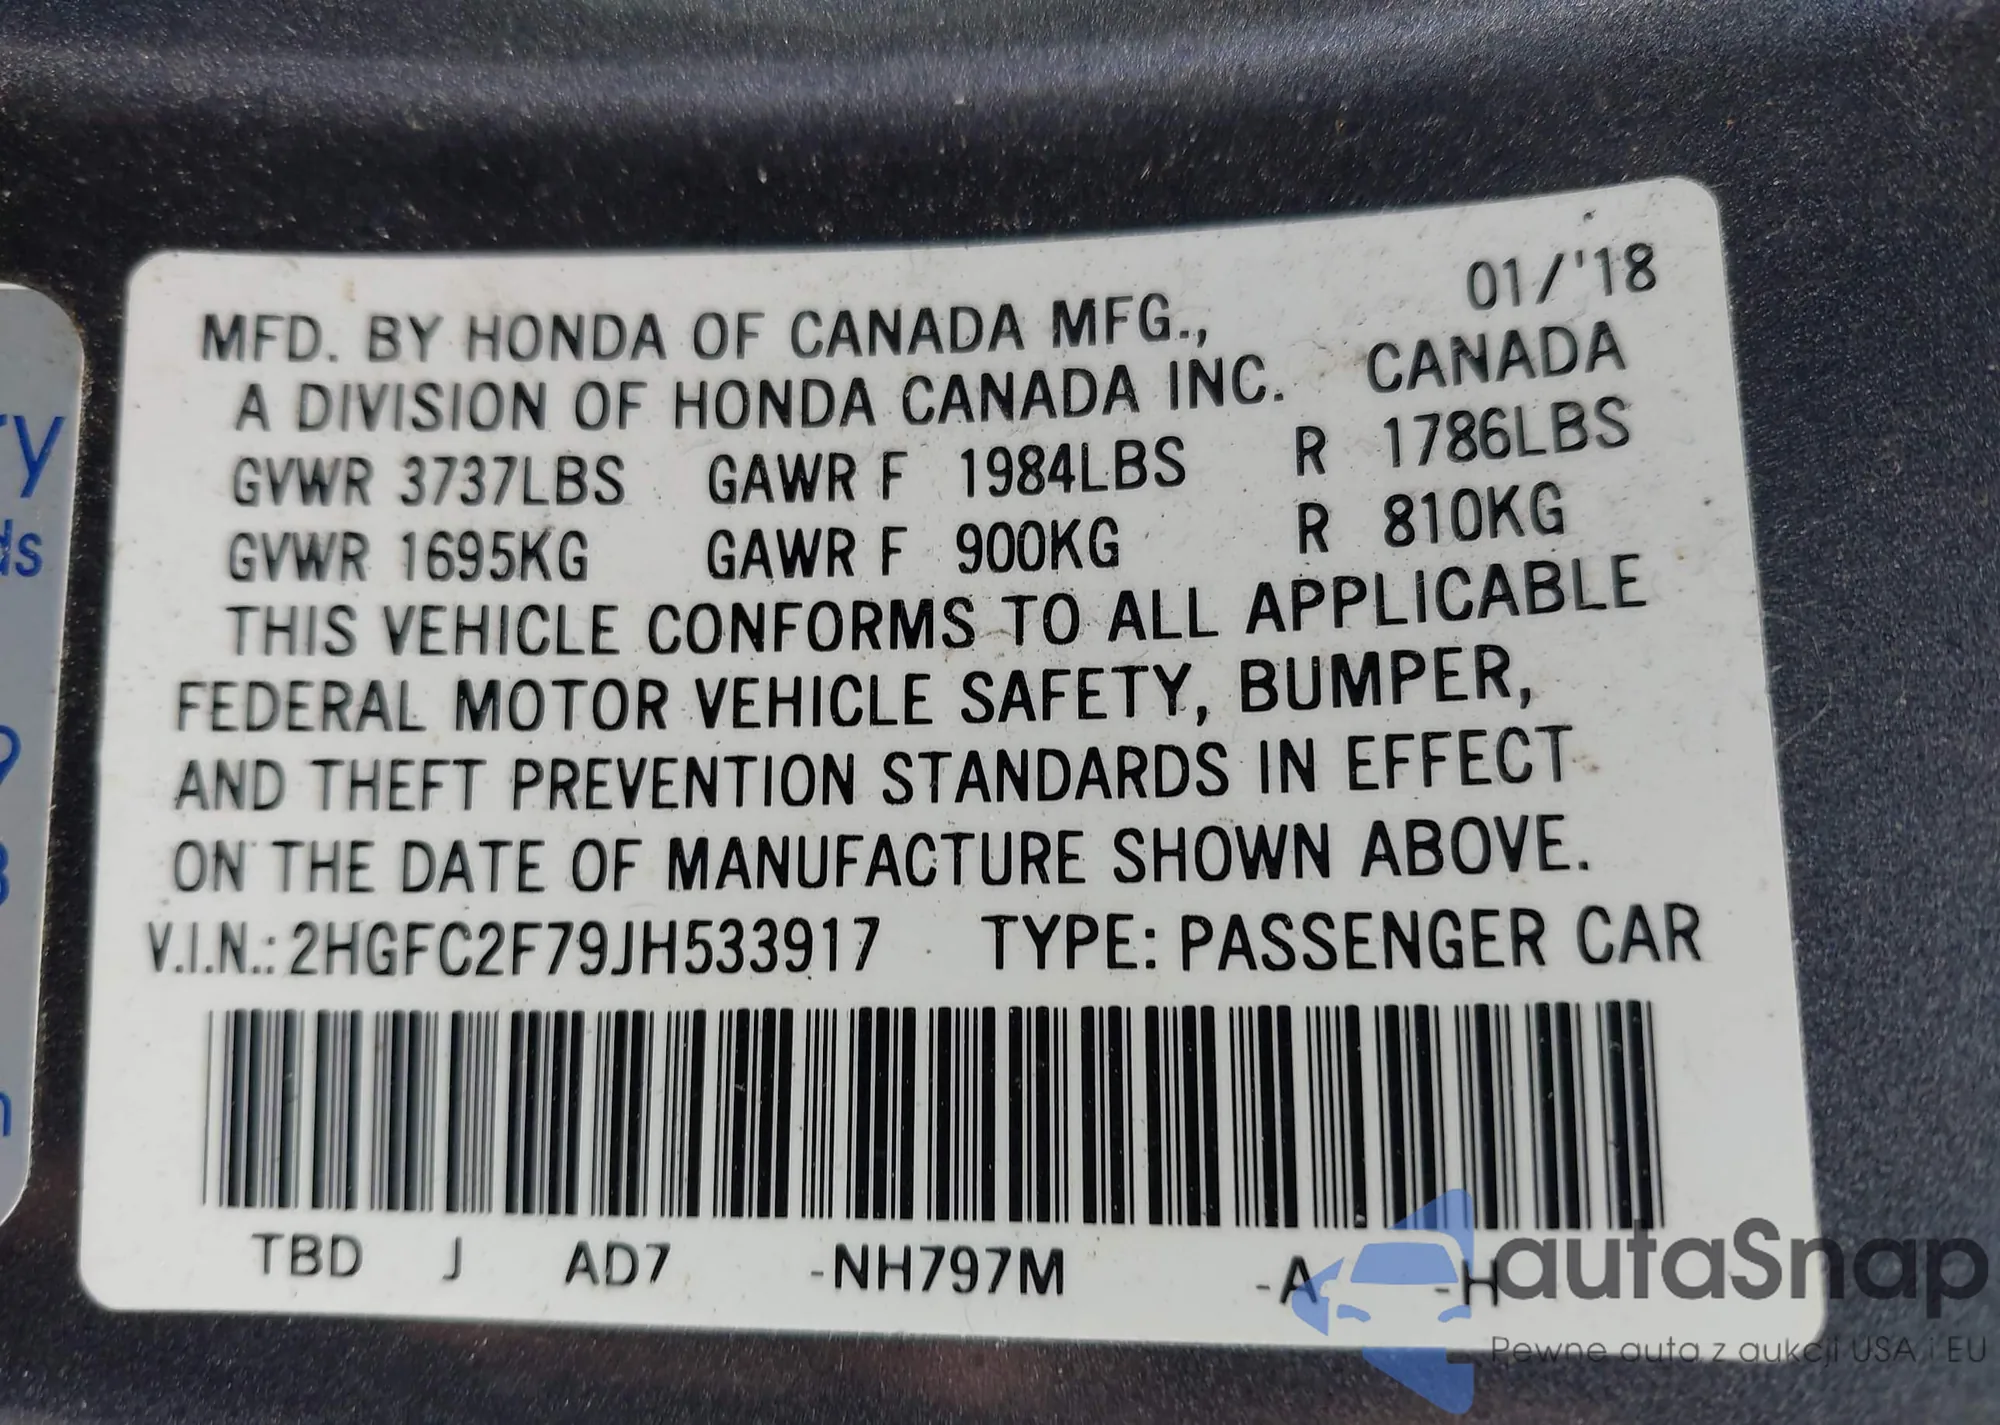 01/'18
MFD. BY HONDA OF CANADA MFG.,
A DIVISION OF HONDA CANADA INC. CANADA
GVWR 3737LBS GAWR F 1984LBS R 1786LBS
GVWR 1695KG GAWR F 900KG R 810KG
THIS VEHICLE CONFORMS TO ALL APPLICABLE
FEDERAL MOTOR VEHICLE SAFETY, BUMPER,
AND THEFT PREVENTION STANDARDS IN EFFECT
ON THE DATE OF MANUFACTURE SHOWN ABOVE.
V.I.N.: 2HGFC2F79JH533917 TYPE: PASSENGER CAR
TBD J AD7 -NH797M -A -H
autaSnap
Pewne auta z aukcji USA i EU